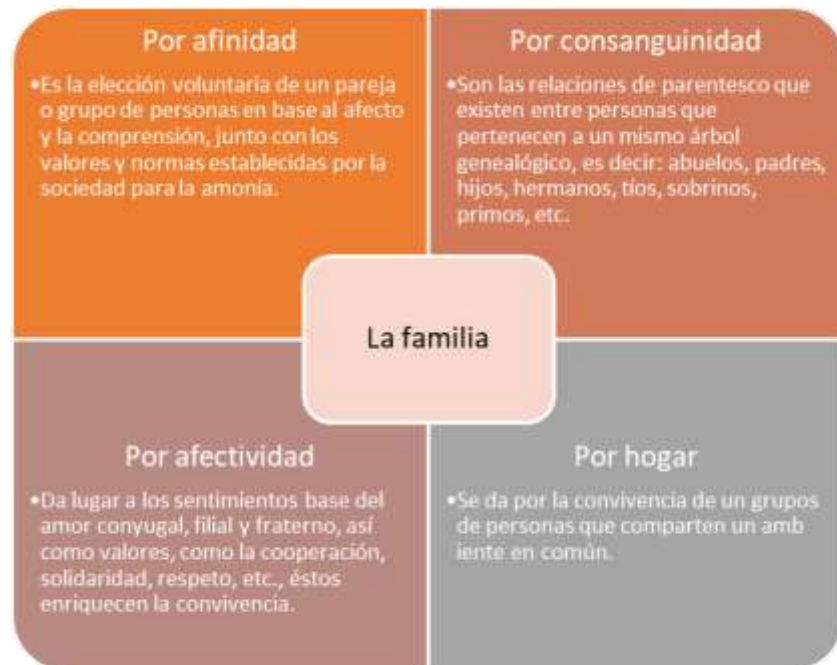 Por afinidad
•Es la elección voluntaria de un pareja
o grupo de personas en base al afecto
y la comprensión, junto con los
valores y normas establecidas por la
sociedad para la amonía.
Por consanguinidad
•Son las relaciones de parentesco que
existen entre personas que
pertenecen a un mismo árbol
genealógico, es decir: abuelos, padres,
hijos, hermanos, tíos, sobrinos,
primos, etc.
La familia
Por afectividad
•Da lugar a los sentimientos base del
amor conyugal, filial y fraterno, así
como valores, como la cooperación,
solidaridad, respeto, etc., éstos
enriquecen la convivencia.
Por hogar
•Se da por la convivencia de un grupos
de personas que comparten un amb
iente en común.